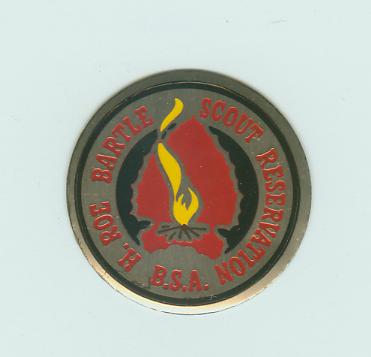 H. ROE BARTLE SCOUT RESERVATION
B.S.A.